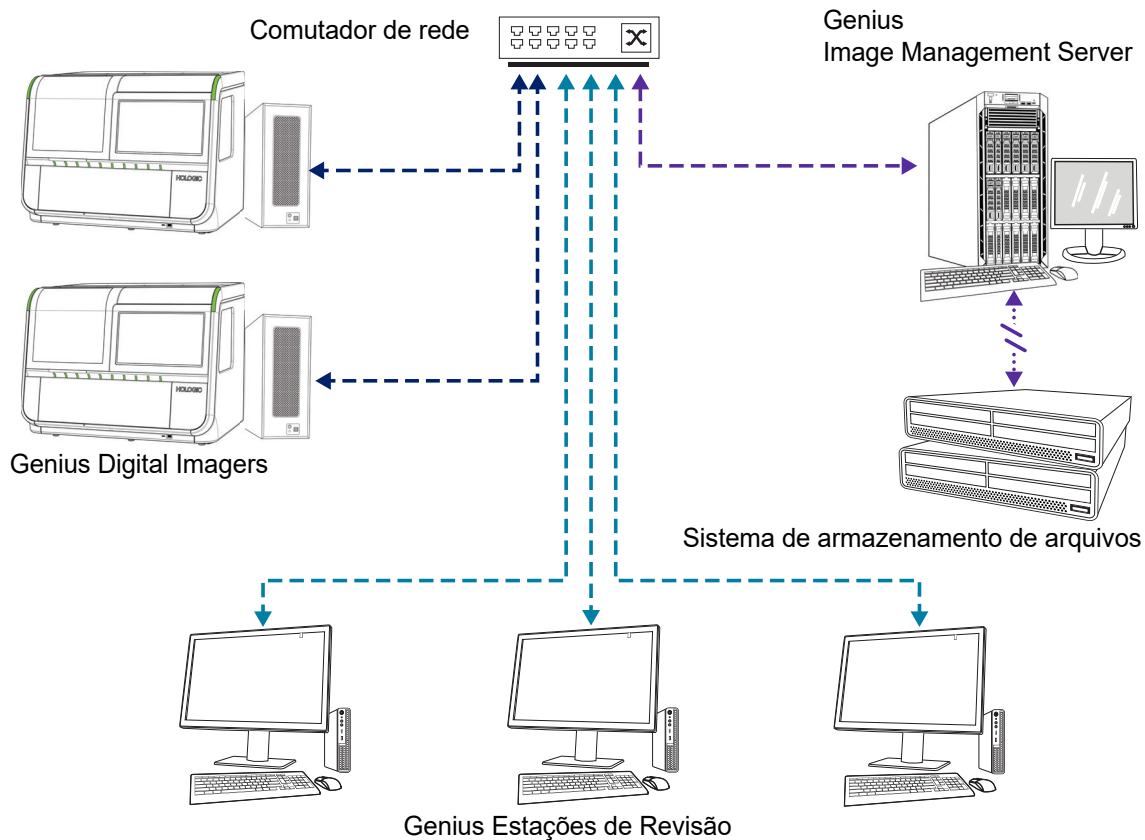 Comutador de rede
Genius
Image Management Server
HOLOGIC
HOLOGIC
Genius Digital Imagers
Sistema de armazenamento de arquivos
Genius Estações de Revisão